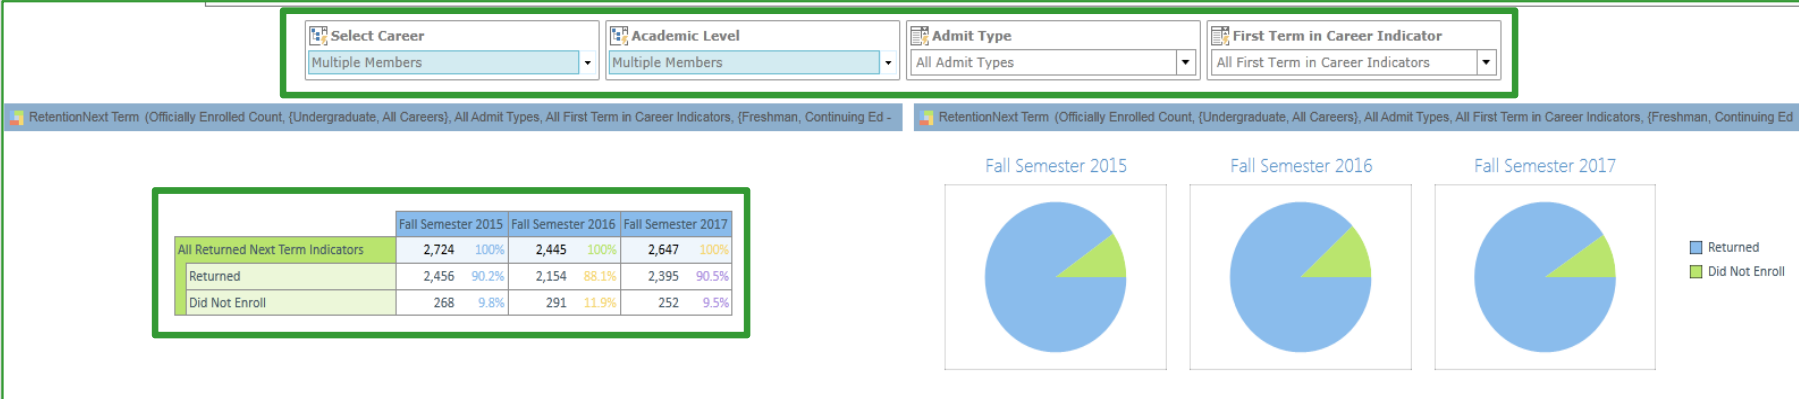 Select Career
Academic Level
Admit Type
First Term in Career Indicator
Multiple Members
Multiple Members
All Admit Types
All First Term in Career Indicators
RetentionNext Term (Officially Enrolled Count, {Undergraduate, All Careers}, All Admit Types, All First Term in Career Indicators, {Freshman, Continuing Ed -
RetentionNext Term (Officially Enrolled Count, {Undergraduate, All Careers}, All Admit Types, All First Term in Career Indicators, {Freshman, Continuing Ed
Fall Semester 2015 Fall Semester 2016 Fall Semester 2017
All Returned Next Term Indicators 2,724 100% 2,445 100% 2,647 100%
Returned 2,456 90.2% 2,154 88.1% 2,395 90.5%
Did Not Enroll 268 9.8% 291 11.9% 252 9.5%
Fall Semester 2015
Fall Semester 2016
Fall Semester 2017
Returned
Did Not Enroll